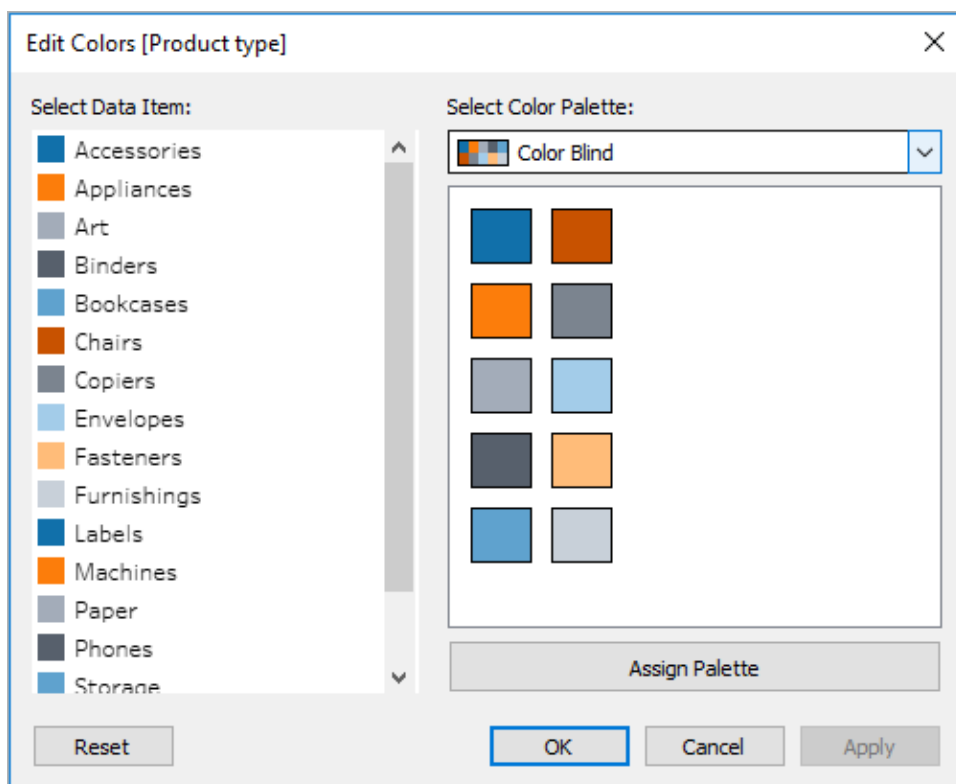 Edit Colors [Product type]
Select Data Item:
Accessories
Appliances
Art
Binders
Bookcases
Chairs
Copiers
Envelopes
Fasteners
Furnishings
Labels
Machines
Paper
Phones
Storage
Select Color Palette:
Color Blind
Assign Palette
Reset
OK
Cancel
Apply